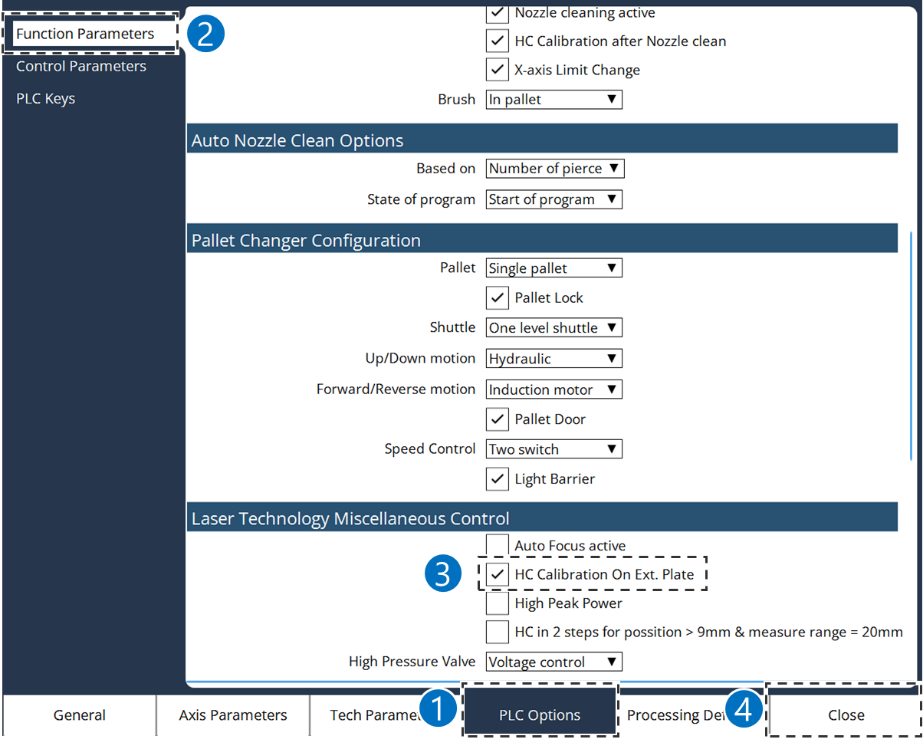 Function Parameters
2
Control Parameters
PLC Keys
Nozzle cleaning active
HC Calibration after Nozzle clean
X-axis Limit Change
Brush In pallet
Auto Nozzle Clean Options
Based on Number of pierce
State of program Start of program
Pallet Changer Configuration
Pallet Single pallet
Pallet Lock
Shuttle One level shuttle
Up/Down motion Hydraulic
Forward/Reverse motion Induction motor
Pallet Door
Speed Control Two switch
Light Barrier
Laser Technology Miscellaneous Control
Auto Focus active
3 HC Calibration On Ext. Plate
High Peak Power
HC in 2 steps for possition > 9mm & measure range = 20mm
High Pressure Valve Voltage control
General Axis Parameters Tech Parame 1 PLC Options Processing De 4 Close